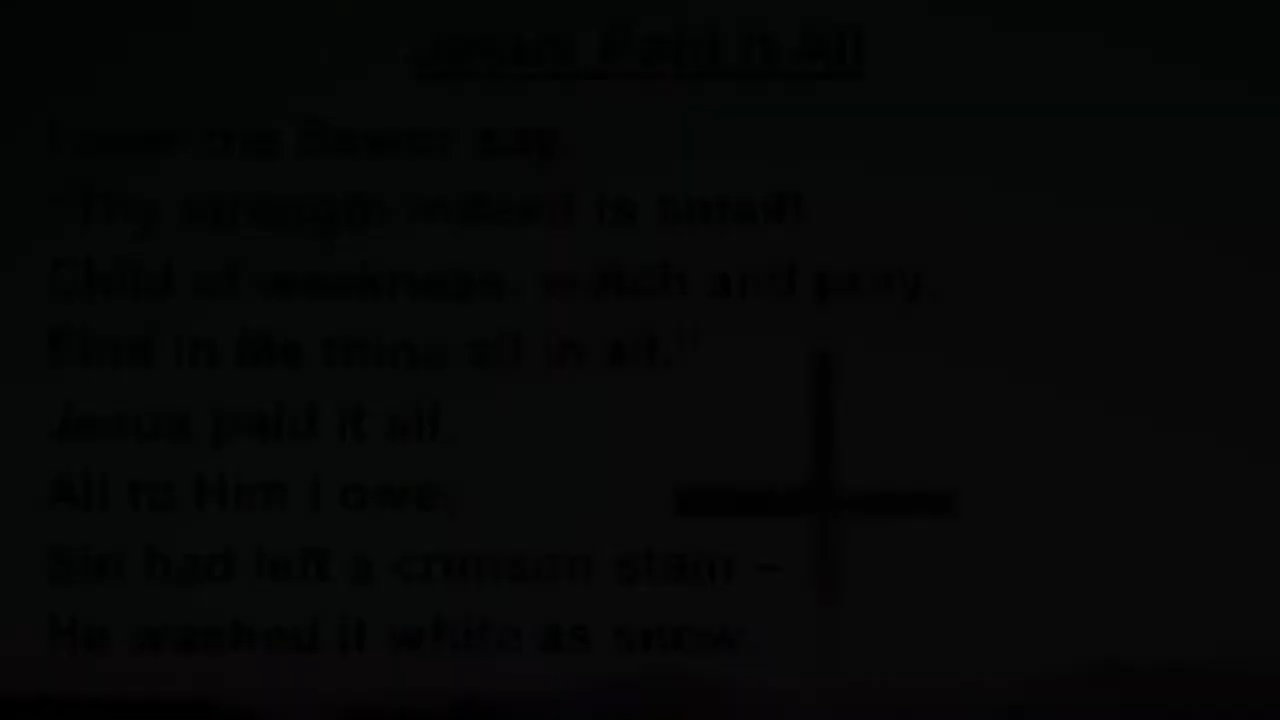 Jesus Paid It All
I hear the Savior say,
"Thy strength indeed is small!
Child of weakness, watch and pray,
Find in Me thine all in all."
Jesus paid it all,
All to Him I owe;
Sin had left a crimson stain –
He washed it white as snow.